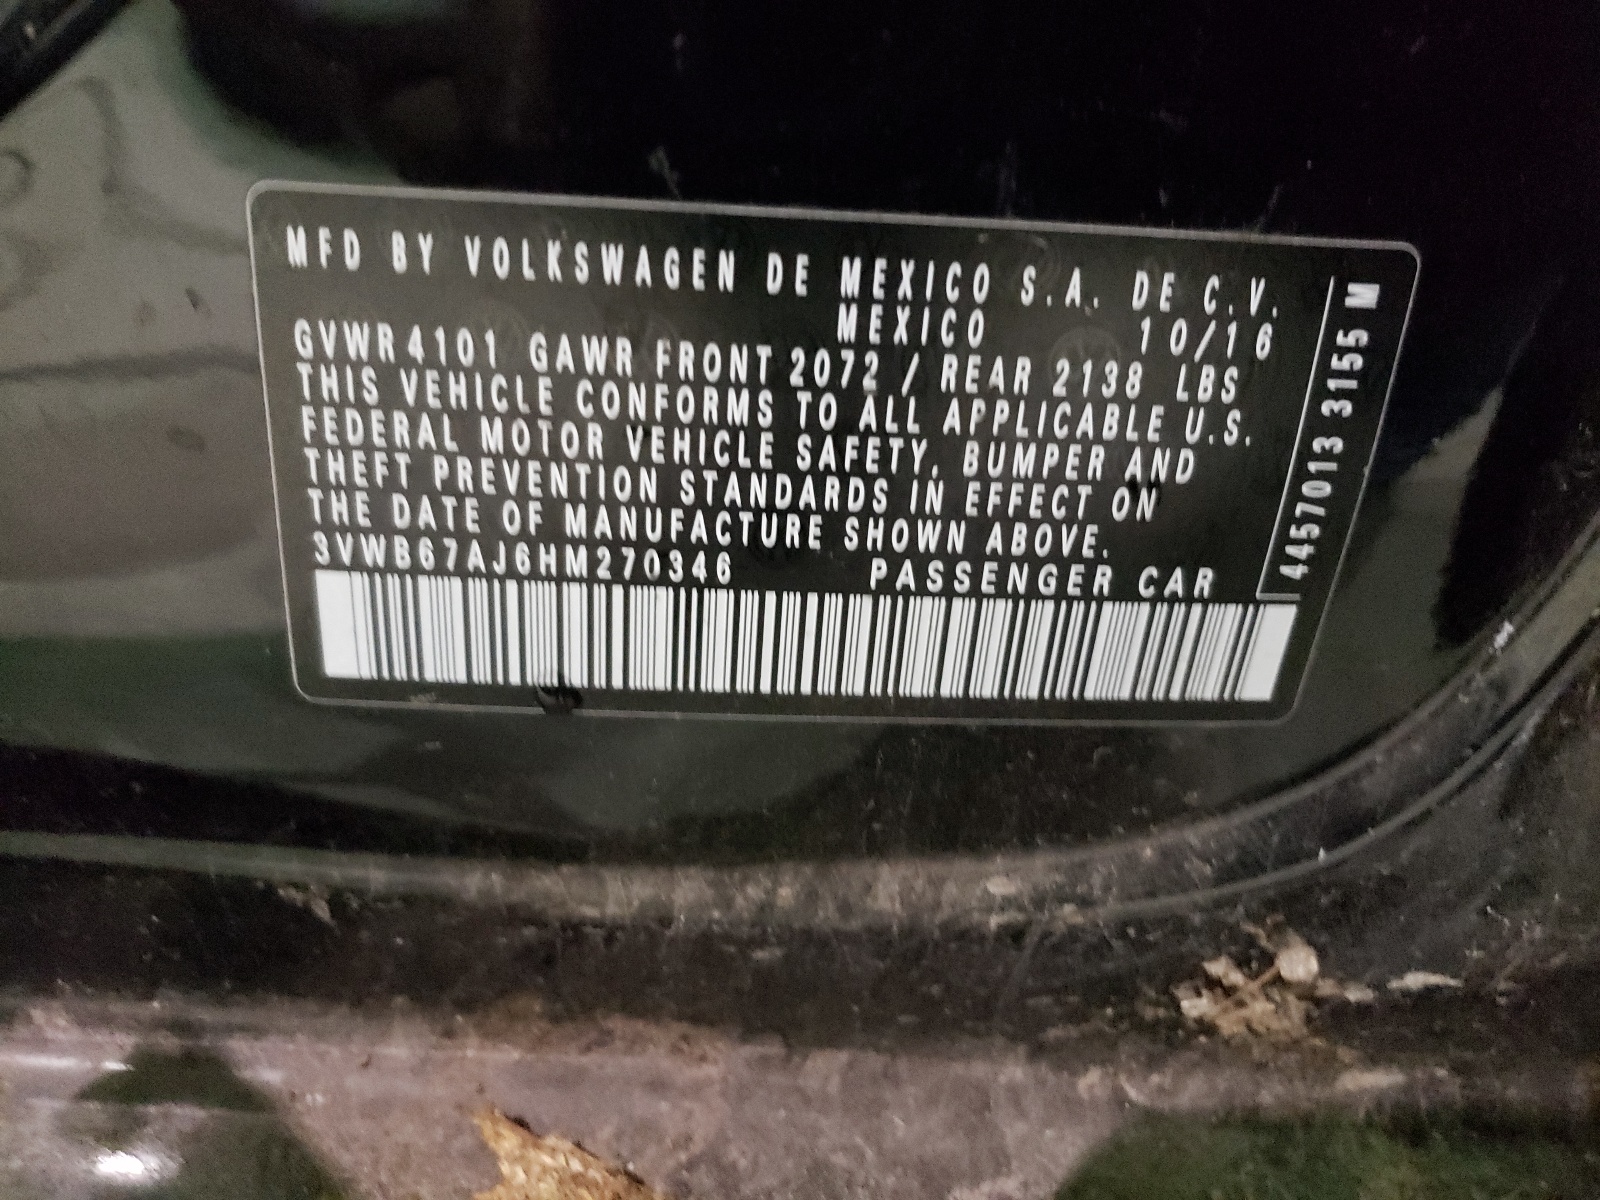 MFD BY VOLKSWAGEN DE MEXICO S.A. DE C.V.
MEXICO 10/16
GVWR 4101 GAWR FRONT 2072 / REAR 2138 LBS
THIS VEHICLE CONFORMS TO ALL APPLICABLE U.S.
FEDERAL MOTOR VEHICLE SAFETY, BUMPER AND
THEFT PREVENTION STANDARDS IN EFFECT ON
THE DATE OF MANUFACTURE SHOWN ABOVE.
3VWB67AJ6HM270346 PASSENGER CAR
4457013 3155 M